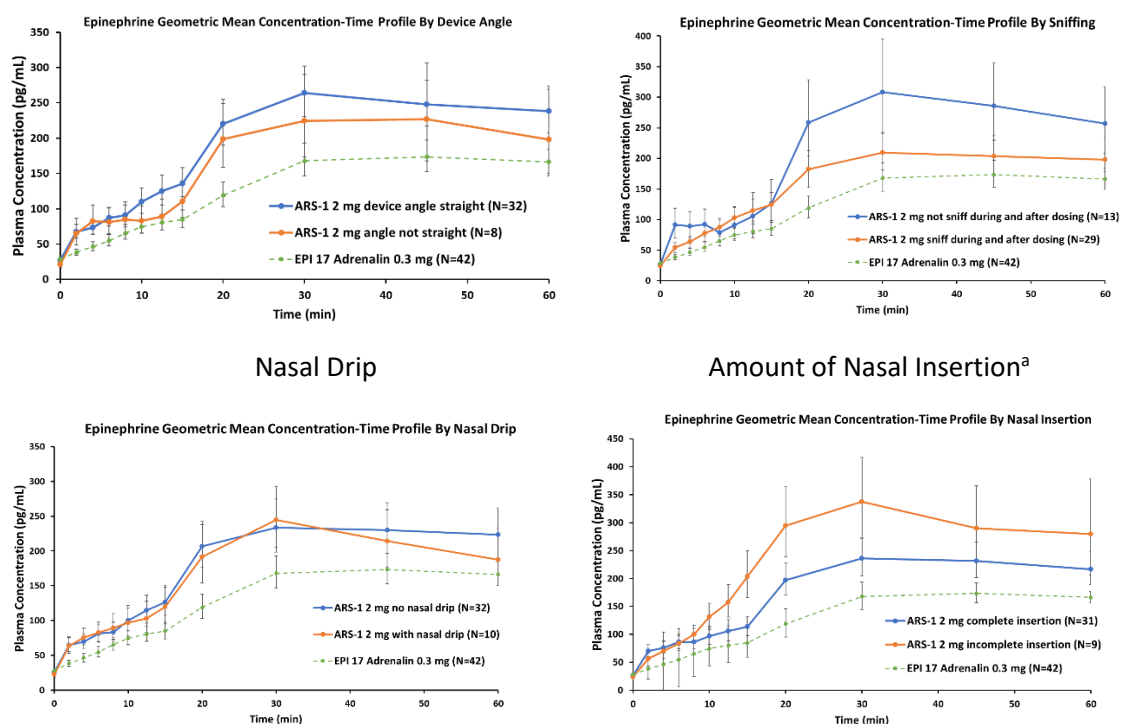 Epinephrine Geometric Mean Concentration-Time Profile By Device Angle
Plasma Concentration (pg/mL)
350
300
250
200
150
100
50
0
ARS-1 2 mg device angle straight (N=32)
ARS-1 2 mg angle not straight (N=8)
EPI 17 Adrenalin 0.3 mg (N=42)
0 10 20 30 40 50 60
Time (min)
Epinephrine Geometric Mean Concentration-Time Profile By Sniffing
Plasma Concentration (pg/mL)
400
350
300
250
200
150
100
50
0
ARS-1 2 mg not sniff during and after dosing (N=13)
ARS-1 2 mg sniff during and after dosing (N=29)
EPI 17 Adrenalin 0.3 mg (N=42)
0 10 20 30 40 50 60
Time (min)
Nasal Drip
Epinephrine Geometric Mean Concentration-Time Profile By Nasal Drip
Plasma Concentration (pg/mL)
350
300
250
200
150
100
50
0
ARS-1 2 mg no nasal drip (N=32)
ARS-1 2 mg with nasal drip (N=10)
EPI 17 Adrenalin 0.3 mg (N=42)
0 10 20 30 40 50 60
Time (min)
Amount of Nasal Insertionᵃ
Epinephrine Geometric Mean Concentration-Time Profile By Nasal Insertion
Plasma Concentration (pg/mL)
450
400
350
300
250
200
150
100
50
0
ARS-1 2 mg complete insertion (N=31)
ARS-1 2 mg incomplete insertion (N=9)
EPI 17 Adrenalin 0.3 mg (N=42)
0 10 20 30 40 50 60
Time (min)